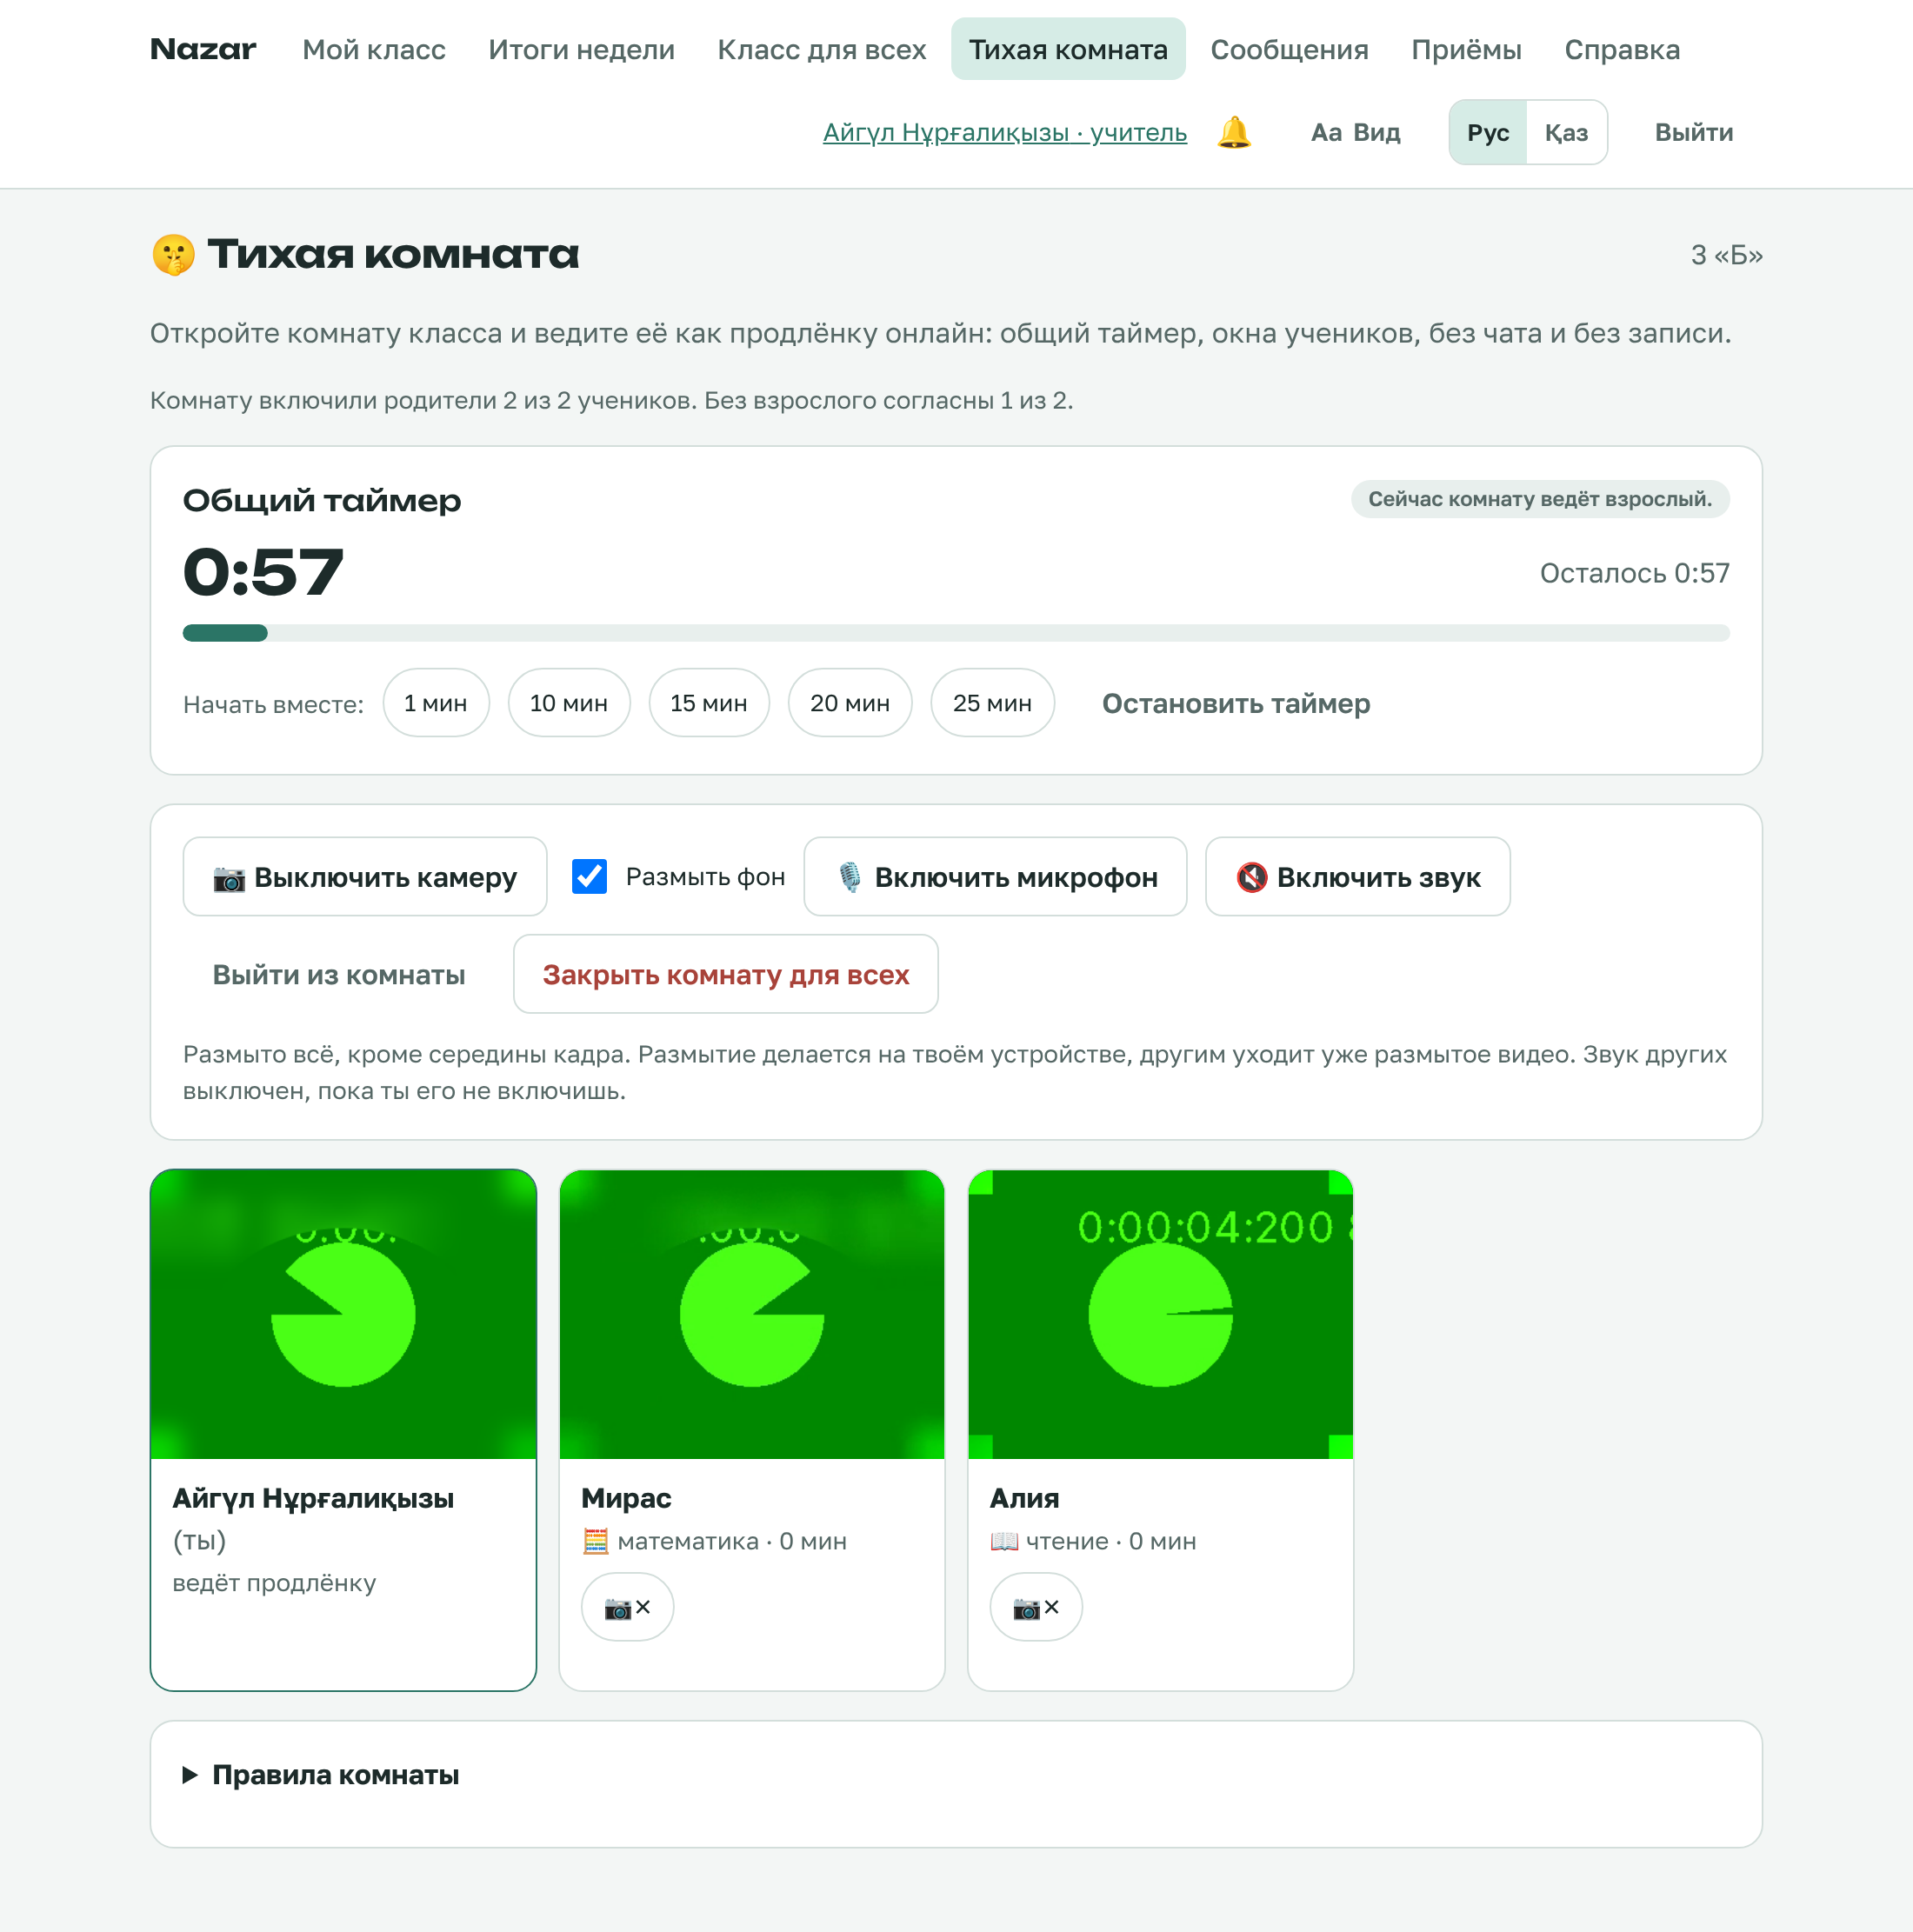 Nazar Мой класс Итоги недели Класс для всех Тихая комната Сообщения Приёмы Справка
Айгүл Нұрғалиқызы · учитель Аа Вид Рус Қаз Выйти
Тихая комната 3 «Б»
Откройте комнату класса и ведите её как продлёнку онлайн: общий таймер, окна учеников, без чата и без записи.
Комнату включили родители 2 из 2 учеников. Без взрослого согласны 1 из 2.
Общий таймер Сейчас комнату ведёт взрослый.
0:57 Осталось 0:57
Начать вместе: 1 мин 10 мин 15 мин 20 мин 25 мин Остановить таймер
Выключить камеру Размыть фон Включить микрофон Включить звук
Выйти из комнаты Закрыть комнату для всех
Размыто всё, кроме середины кадра. Размытие делается на твоём устройстве, другим уходит уже размытое видео. Звук других
выключен, пока ты его не включишь.
0:00:04:200
Айгүл Нұрғалиқызы Мирас Алия
(ты) математика · 0 мин чтение · 0 мин
ведёт продлёнку
Правила комнаты